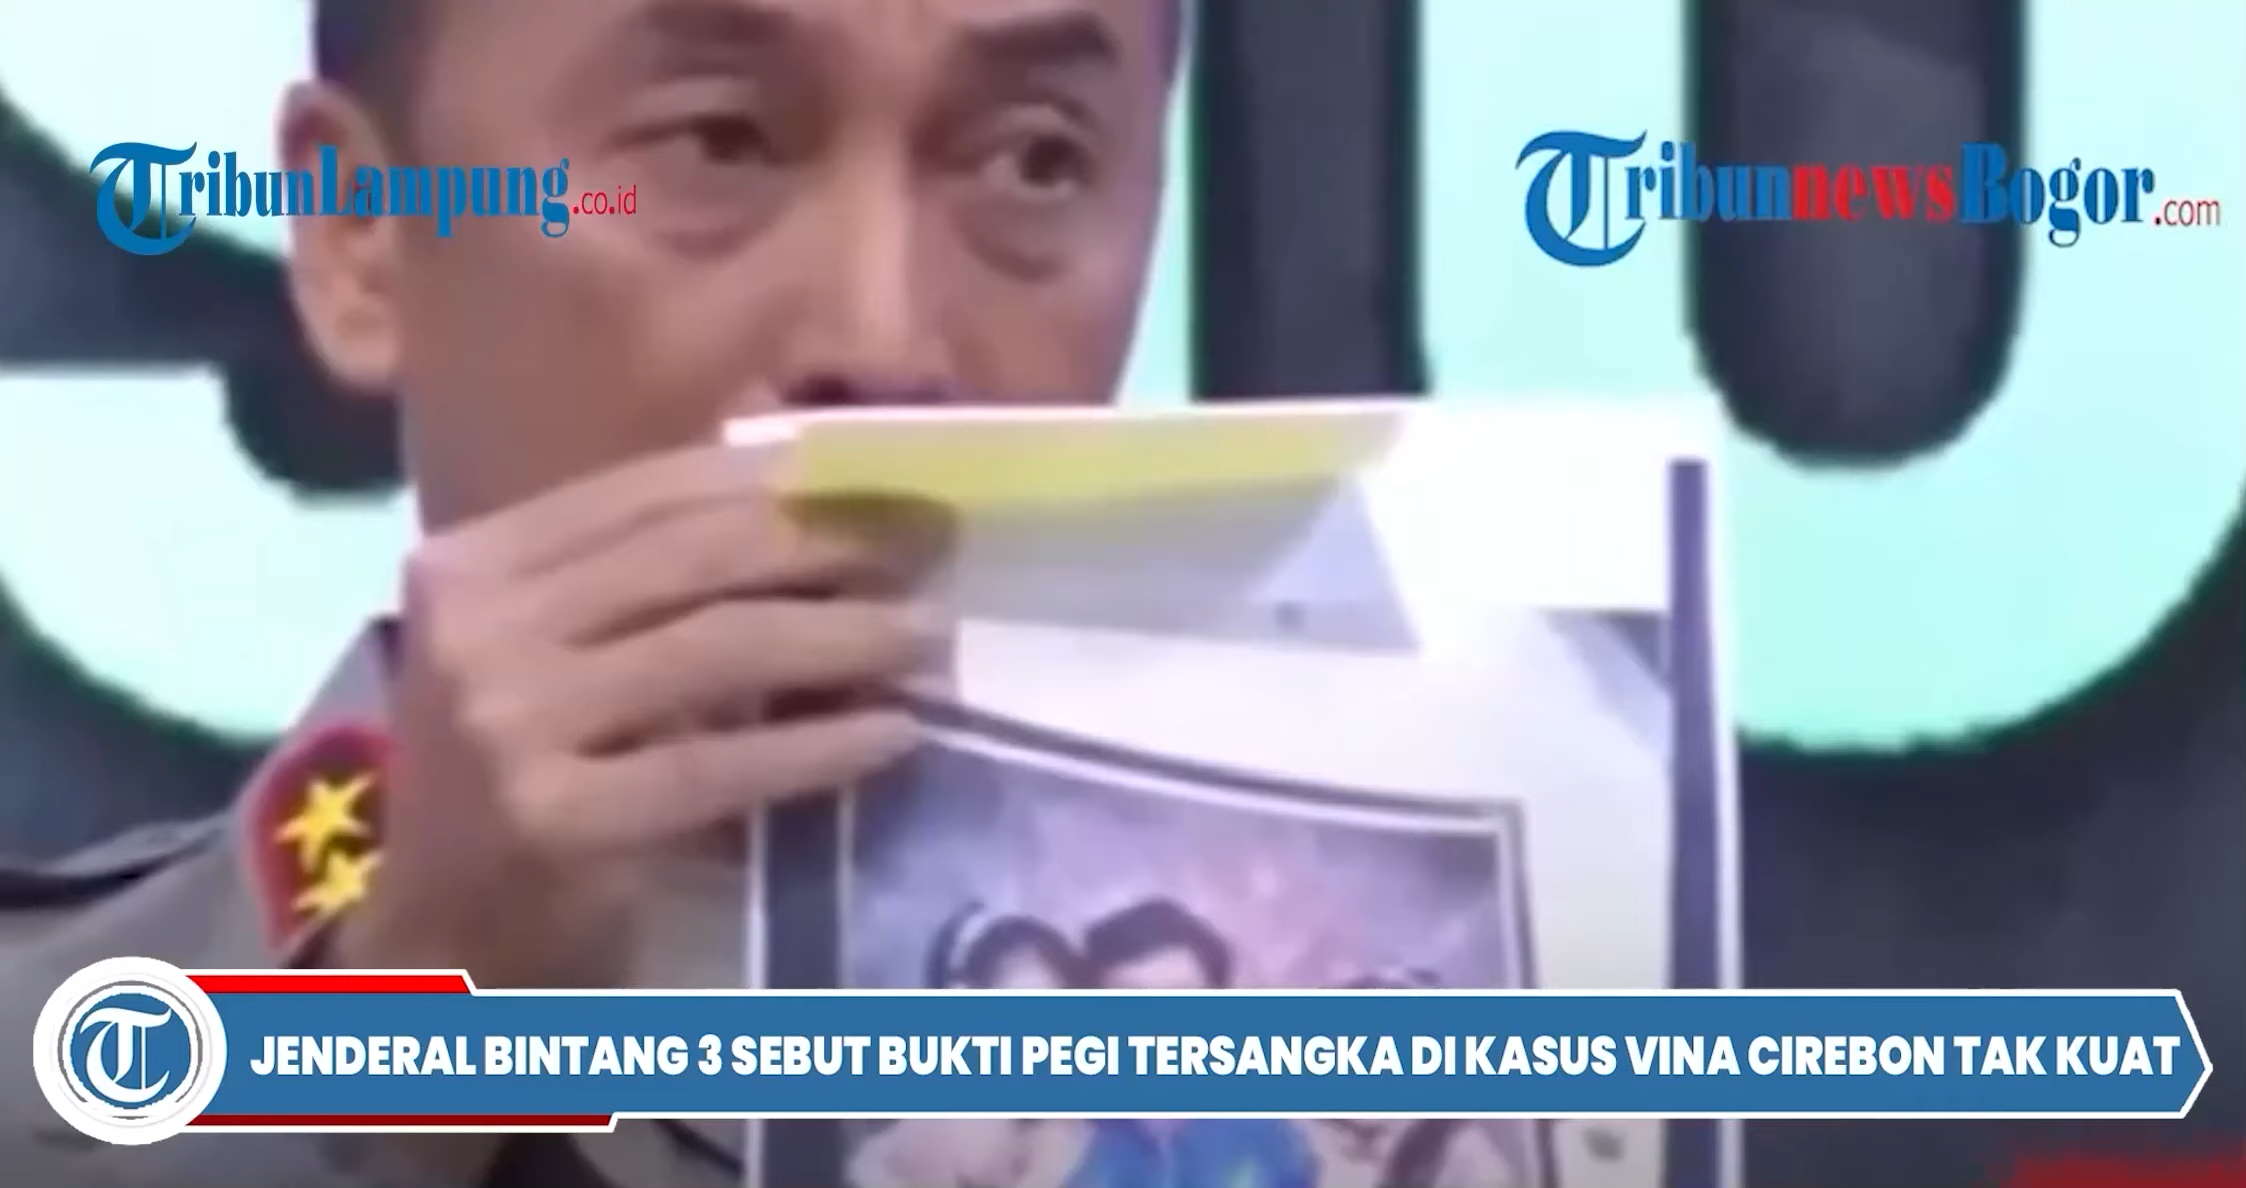 TribunLampung.co.id
TribunnewsBogor.com
JENDERAL BINTANG 3 SEBUT BUKTI PEGI TERSANGKA DI KASUS VINA CIREBON TAK KUAT